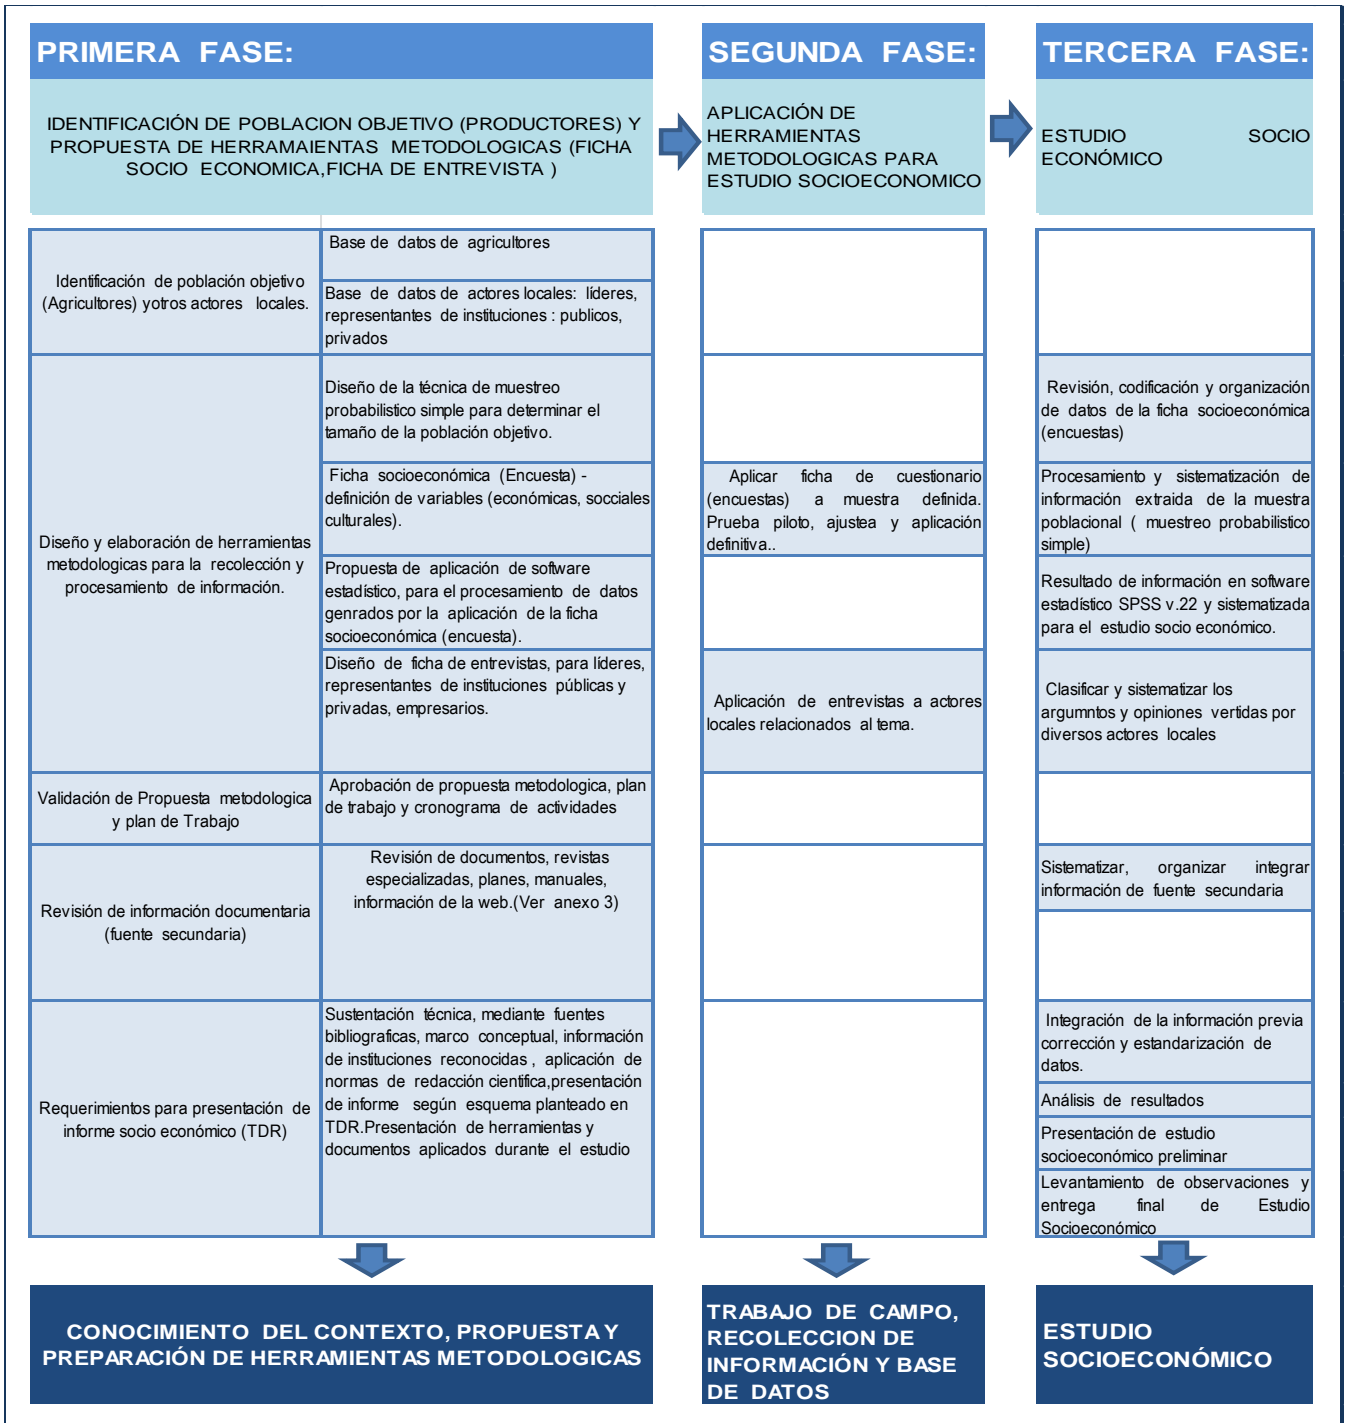 PRIMERA FASE:
IDENTIFICACIÓN DE POBLACION OBJETIVO (PRODUCTORES) Y
PROPUESTA DE HERRAMAIENTAS METODOLOGICAS (FICHA
SOCIO ECONOMICA,FICHA DE ENTREVISTA )
SEGUNDA FASE:
APLICACIÓN DE
HERRAMIENTAS
METODOLOGICAS PARA
ESTUDIO SOCIOECONOMICO
TERCERA FASE:
ESTUDIO SOCIO
ECONÓMICO
Identificación de población objetivo
(Agricultores) yotros actores locales.
Base de datos de agricultores
Base de datos de actores locales: líderes,
representantes de instituciones : publicos,
privados
Diseño y elaboración de herramientas
metodologicas para la recolección y
procesamiento de información.
Diseño de la técnica de muestreo
probabilistico simple para determinar el
tamaño de la población objetivo.
Revisión, codificación y organización
de datos de la ficha socioeconómica
(encuestas)
Ficha socioeconómica (Encuesta) -
definición de variables (económicas, socciales
culturales).
Aplicar ficha de cuestionario
(encuestas) a muestra definida.
Prueba piloto, ajustea y aplicación
definitiva..
Procesamiento y sistematización de
información extraida de la muestra
poblacional ( muestreo probabilistico
simple)
Propuesta de aplicación de software
estadístico, para el procesamiento de datos
genrados por la aplicación de la ficha
socioeconómica (encuesta).
Resultado de información en software
estadístico SPSS v.22 y sistematizada
para el estudio socio económico.
Diseño de ficha de entrevistas, para líderes,
representantes de instituciones públicas y
privadas, empresarios.
Aplicación de entrevistas a actores
locales relacionados al tema.
Clasificar y sistematizar los
argumntos y opiniones vertidas por
diversos actores locales
Validación de Propuesta metodologica
y plan de Trabajo
Aprobación de propuesta metodologica, plan
de trabajo y cronograma de actividades
Revisión de información documentaria
(fuente secundaria)
Revisión de documentos, revistas
especializadas, planes, manuales,
información de la web.(Ver anexo 3)
Sistematizar, organizar integrar
información de fuente secundaria
Requerimientos para presentación de
informe socio económico (TDR)
Sustentación técnica, mediante fuentes
bibliograficas, marco conceptual, información
de instituciones reconocidas , aplicación de
normas de redacción cientifica,presentación
de informe según esquema planteado en
TDR.Presentación de herramientas y
documentos aplicados durante el estudio
Integración de la información previa
corrección y estandarización de
datos.
Análisis de resultados
Presentación de estudio
socioeconómico preliminar
Levantamiento de observaciones y
entrega final de Estudio
Socioeconómico
CONOCIMIENTO DEL CONTEXTO, PROPUESTA Y
PREPARACIÓN DE HERRAMIENTAS METODOLOGICAS
TRABAJO DE CAMPO,
RECOLECCION DE
INFORMACIÓN Y BASE
DE DATOS
ESTUDIO
SOCIOECONÓMICO